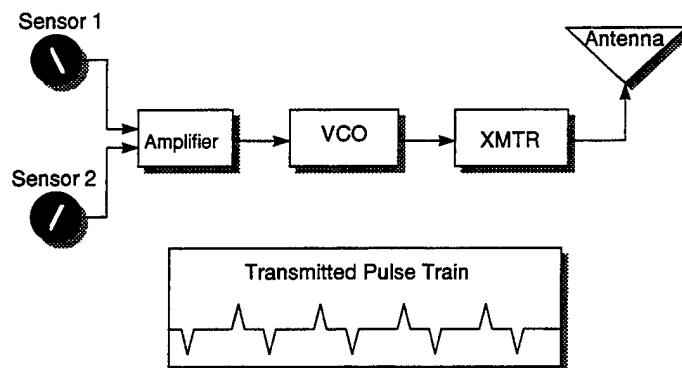 Sensor 1
Antenna
Amplifier
VCO
XMTR
Sensor 2
Transmitted Pulse Train